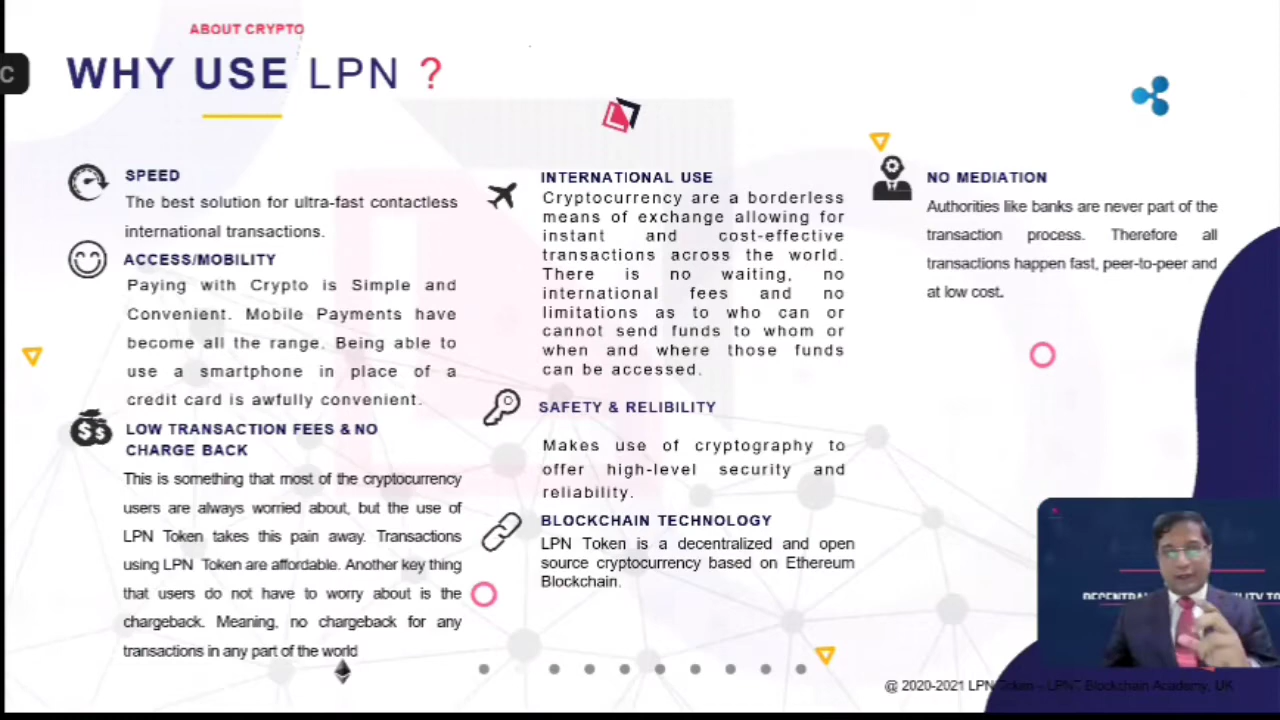 C
ABOUT CRYPTO
WHY USE LPN ?
SPEED
The best solution for ultra-fast contactless
international transactions.
ACCESS/MOBILITY
Paying with Crypto is Simple and
Convenient. Mobile Payments have
become all the range. Being able to
use a smartphone in place of a
credit card is awfully convenient.
LOW TRANSACTION FEES & NO
CHARGE BACK
This is something that most of the cryptocurrency
users are always worried about, but the use of
LPN Token takes this pain away. Transactions
using LPN Token are affordable. Another key thing
that users do not have to worry about is the
chargeback. Meaning, no chargeback for any
transactions in any part of the world
INTERNATIONAL USE
Cryptocurrency are a borderless
means of exchange allowing for
instant and cost-effective
transactions across the world.
There is no waiting, no
international fees and no
limitations as to who can or
cannot send funds to whom or
when and where those funds
can be accessed.
SAFETY & RELIBILITY
Makes use of cryptography to
offer high-level security and
reliability.
BLOCKCHAIN TECHNOLOGY
LPN Token is a decentralized and open
source cryptocurrency based on Ethereum
Blockchain.
NO MEDIATION
Authorities like banks are never part of the
transaction process. Therefore all
transactions happen fast, peer-to-peer and
at low cost.
@ 2020-2021 LPN Token - LPNT Blockchain Academy, UK